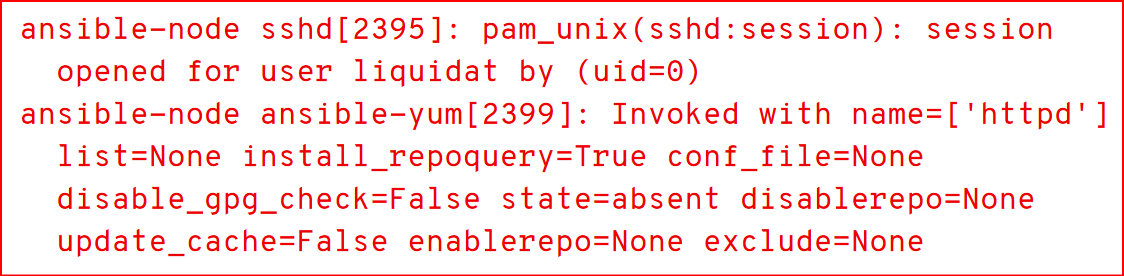 ansible-node sshd[2395]: pam_unix(sshd:session): session
opened for user liquidat by (uid=0)
ansible-node ansible-yum[2399]: Invoked with name=['httpd']
list=None install_repoquery=True conf_file=None
disable_gpg_check=False state=absent disablerepo=None
update_cache=False enablerepo=None exclude=None